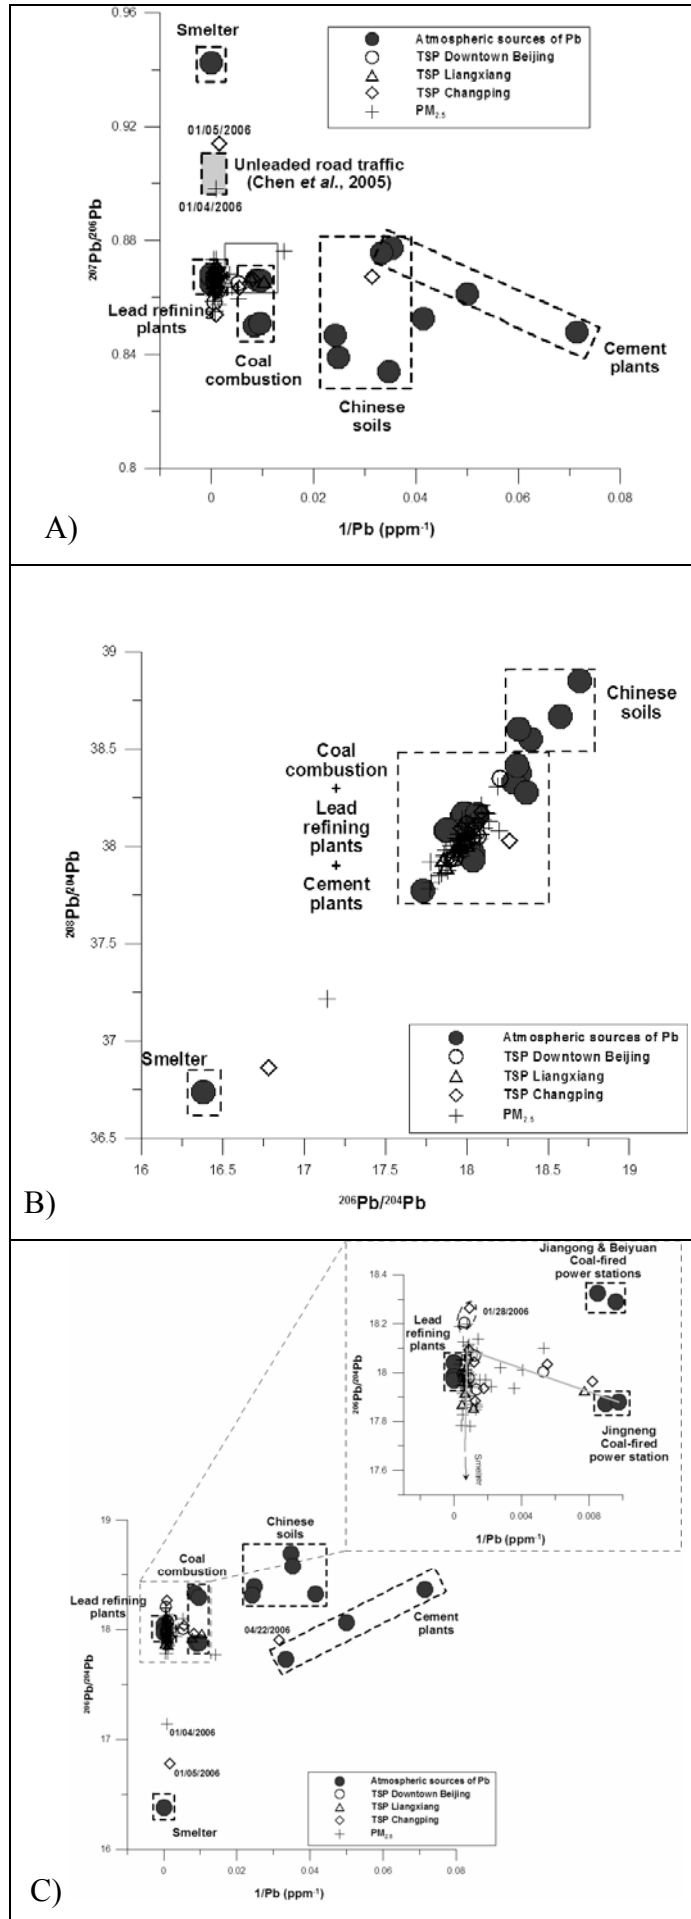 0.96
Smelter
Atmospheric sources of Pb
TSP Downtown Beijing
TSP Liangxiang
TSP Changping
PM2.5
0.92
01/05/2006
Unleaded road traffic
(Chen et al., 2005)
01/04/2006
207Pb/206Pb
0.88
Lead refining
plants
0.84
Coal
combustion
Chinese
soils
Cement
plants
0.8
0 0.02 0.04 0.06 0.08
1/Pb (ppm-1)
A)
39
Chinese
soils
38.5
Coal
combustion
+
Lead
refining
plants
+
Cement
plants
38
208Pb/204Pb
37.5
37
Smelter
Atmospheric sources of Pb
TSP Downtown Beijing
TSP Liangxiang
TSP Changping
PM2.5
36.5
16 16.5 17 17.5 18 18.5 19
206Pb/204Pb
B)
Jiangong & Beiyuan
Coal-fired
power stations
18.4
01/28/2006
Lead
refining
plants
18.2
206Pb/204Pb
18
17.8
Jingneng
Coal-fired
power station
Smelter
17.6
0 0.004 0.008
1/Pb (ppm-1)
19
Chinese
soils
Coal
combustion
Lead refining
plants
18
04/22/2006
Cement
plants
206Pb/204Pb
01/04/2006
17
01/05/2006
Atmospheric sources of Pb
TSP Downtown Beijing
TSP Liangxiang
TSP Changping
PM2.5
Smelter
16
0 0.02 0.04 0.06 0.08
1/Pb (ppm-1)
C)